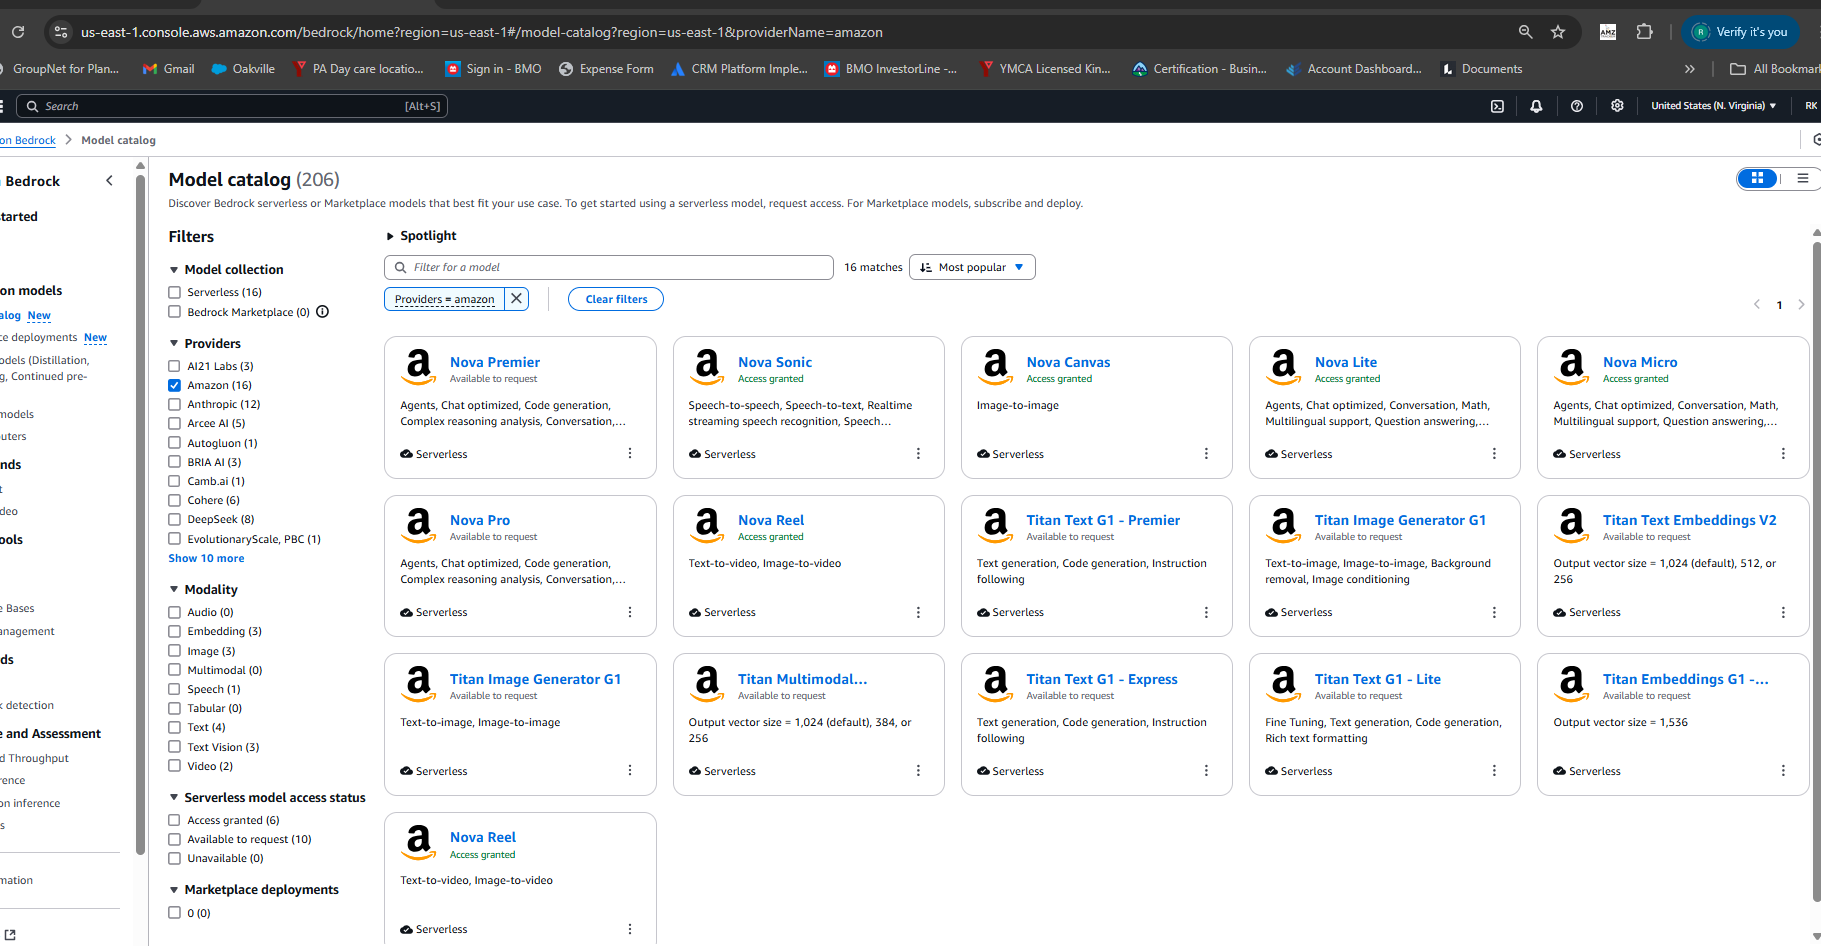 us-east-1.console.aws.amazon.com/bedrock/home?region=us-east-1#/model-catalog?region=us-east-1&providerName=amazon
Verify it's you
GroupNet for Plan...
Gmail
Oakville
PA Day care locatio...
Sign in - BMO
Expense Form
CRM Platform Imple...
BMO InvestorLine -...
YMCA Licensed Kin...
Certification - Busin...
Account Dashboard...
Documents
All Bookmar
Search
[Alt+S]
United States (N. Virginia)
RK
on Bedrock
Model catalog
Bedrock
tarted
on models
alog New
ce deployments New
odels (Distillation,
g, Continued pre-
models
uters
nds
t
deo
ools
e Bases
anagement
ds
k detection
e and Assessment
d Throughput
rence
on inference
s
mation
Model catalog (206)
Discover Bedrock serverless or Marketplace models that best fit your use case. To get started using a serverless model, request access. For Marketplace models, subscribe and deploy.
Filters
Model collection
Serverless (16)
Bedrock Marketplace (0)
Providers
AI21 Labs (3)
Amazon (16)
Anthropic (12)
Arcee AI (5)
Autogluon (1)
BRIA AI (3)
Camb.ai (1)
Cohere (6)
DeepSeek (8)
EvolutionaryScale, PBC (1)
Show 10 more
Modality
Audio (0)
Embedding (3)
Image (3)
Multimodal (0)
Speech (1)
Tabular (0)
Text (4)
Text Vision (3)
Video (2)
Serverless model access status
Access granted (6)
Available to request (10)
Unavailable (0)
Marketplace deployments
0 (0)
Spotlight
Filter for a model
16 matches
Most popular
Providers = amazon
Clear filters
1
Nova Premier
Available to request
Agents, Chat optimized, Code generation,
Complex reasoning analysis, Conversation,...
Serverless
Nova Sonic
Access granted
Speech-to-speech, Speech-to-text, Realtime
streaming speech recognition, Speech...
Serverless
Nova Canvas
Access granted
Image-to-image
Serverless
Nova Lite
Access granted
Agents, Chat optimized, Conversation, Math,
Multilingual support, Question answering,...
Serverless
Nova Micro
Access granted
Agents, Chat optimized, Conversation, Math,
Multilingual support, Question answering,...
Serverless
Nova Pro
Available to request
Agents, Chat optimized, Code generation,
Complex reasoning analysis, Conversation,...
Serverless
Nova Reel
Access granted
Text-to-video, Image-to-video
Serverless
Titan Text G1 - Premier
Available to request
Text generation, Code generation, Instruction
following
Serverless
Titan Image Generator G1
Available to request
Text-to-image, Image-to-image, Background
removal, Image conditioning
Serverless
Titan Text Embeddings V2
Available to request
Output vector size = 1,024 (default), 512, or
256
Serverless
Titan Image Generator G1
Available to request
Text-to-image, Image-to-image
Serverless
Titan Multimodal...
Available to request
Output vector size = 1,024 (default), 384, or
256
Serverless
Titan Text G1 - Express
Available to request
Text generation, Code generation, Instruction
following
Serverless
Titan Text G1 - Lite
Available to request
Fine Tuning, Text generation, Code generation,
Rich text formatting
Serverless
Titan Embeddings G1 -...
Available to request
Output vector size = 1,536
Serverless
Nova Reel
Access granted
Text-to-video, Image-to-video
Serverless